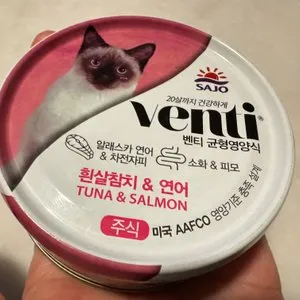 SAJO
20살까지 건강하게
venti®
벤티 균형영양식
알래스카 연어
& 차전자피
소화 & 피모
흰살참치 & 연어
TUNA & SALMON
주식
미국 AAFCO 영양기준 충족 설계